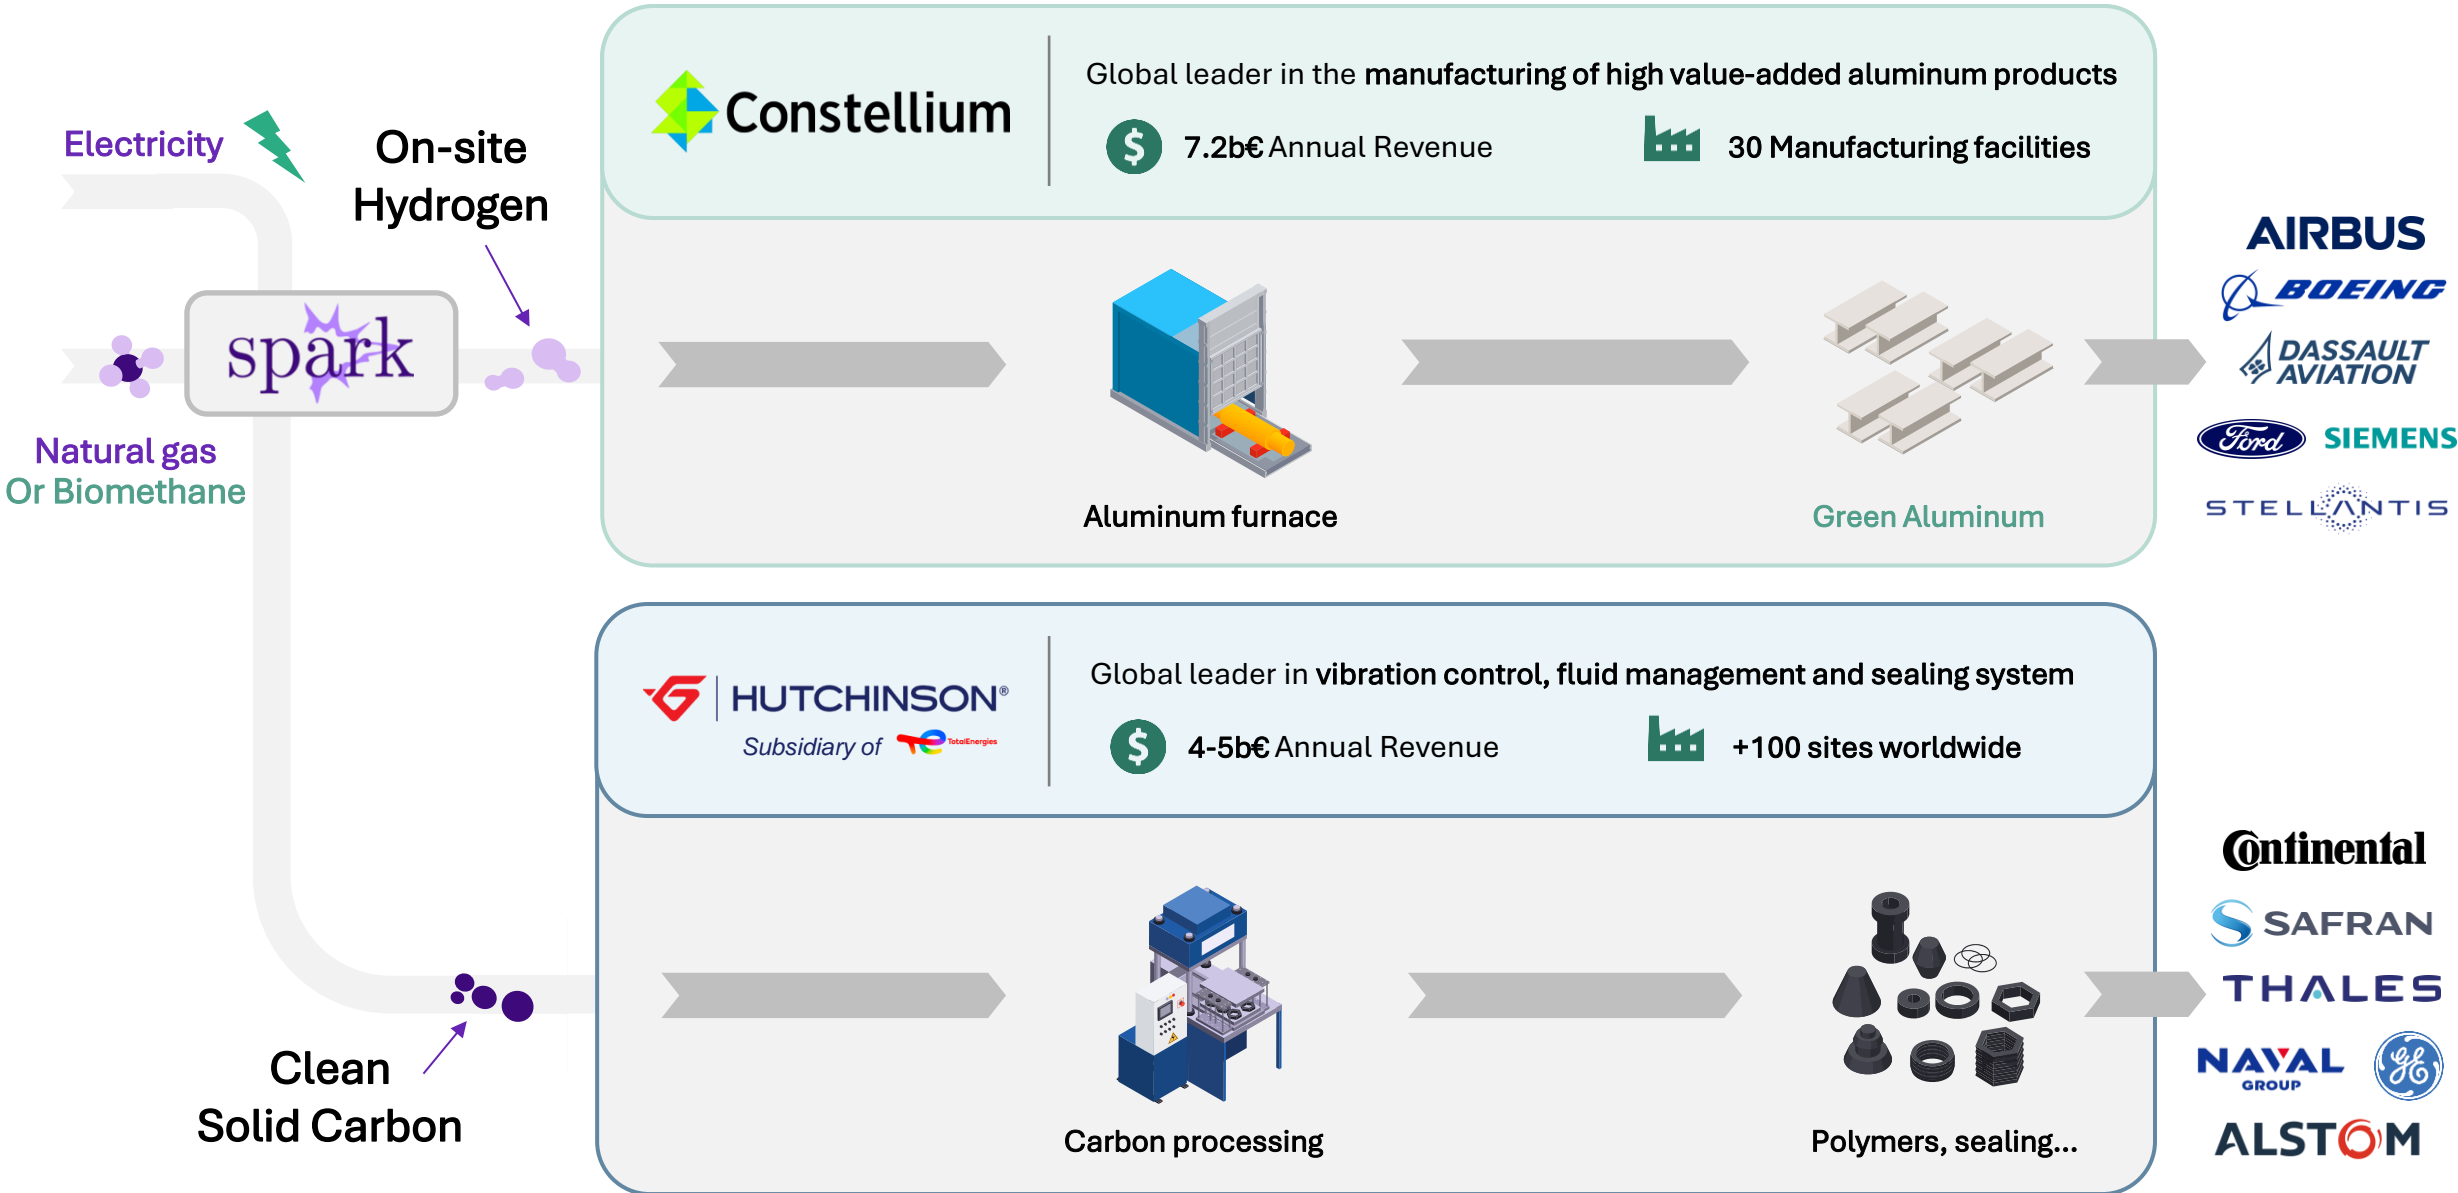 Electricity
On-site
Hydrogen
spark
Natural gas
Or Biomethane
Clean
Solid Carbon
Constellium
Global leader in the manufacturing of high value-added aluminum products
$ 7.2b€ Annual Revenue
30 Manufacturing facilities
Aluminum furnace
Green Aluminum
AIRBUS
BOEING
DASSAULT
AVIATION
Ford
SIEMENS
STELLANTIS
HUTCHINSON®
Subsidiary of TotalEnergies
Global leader in vibration control, fluid management and sealing system
$ 4-5b€ Annual Revenue
+100 sites worldwide
Carbon processing
Polymers, sealing...
Continental
SAFRAN
THALES
NAVAL
GROUP
GE
ALSTOM